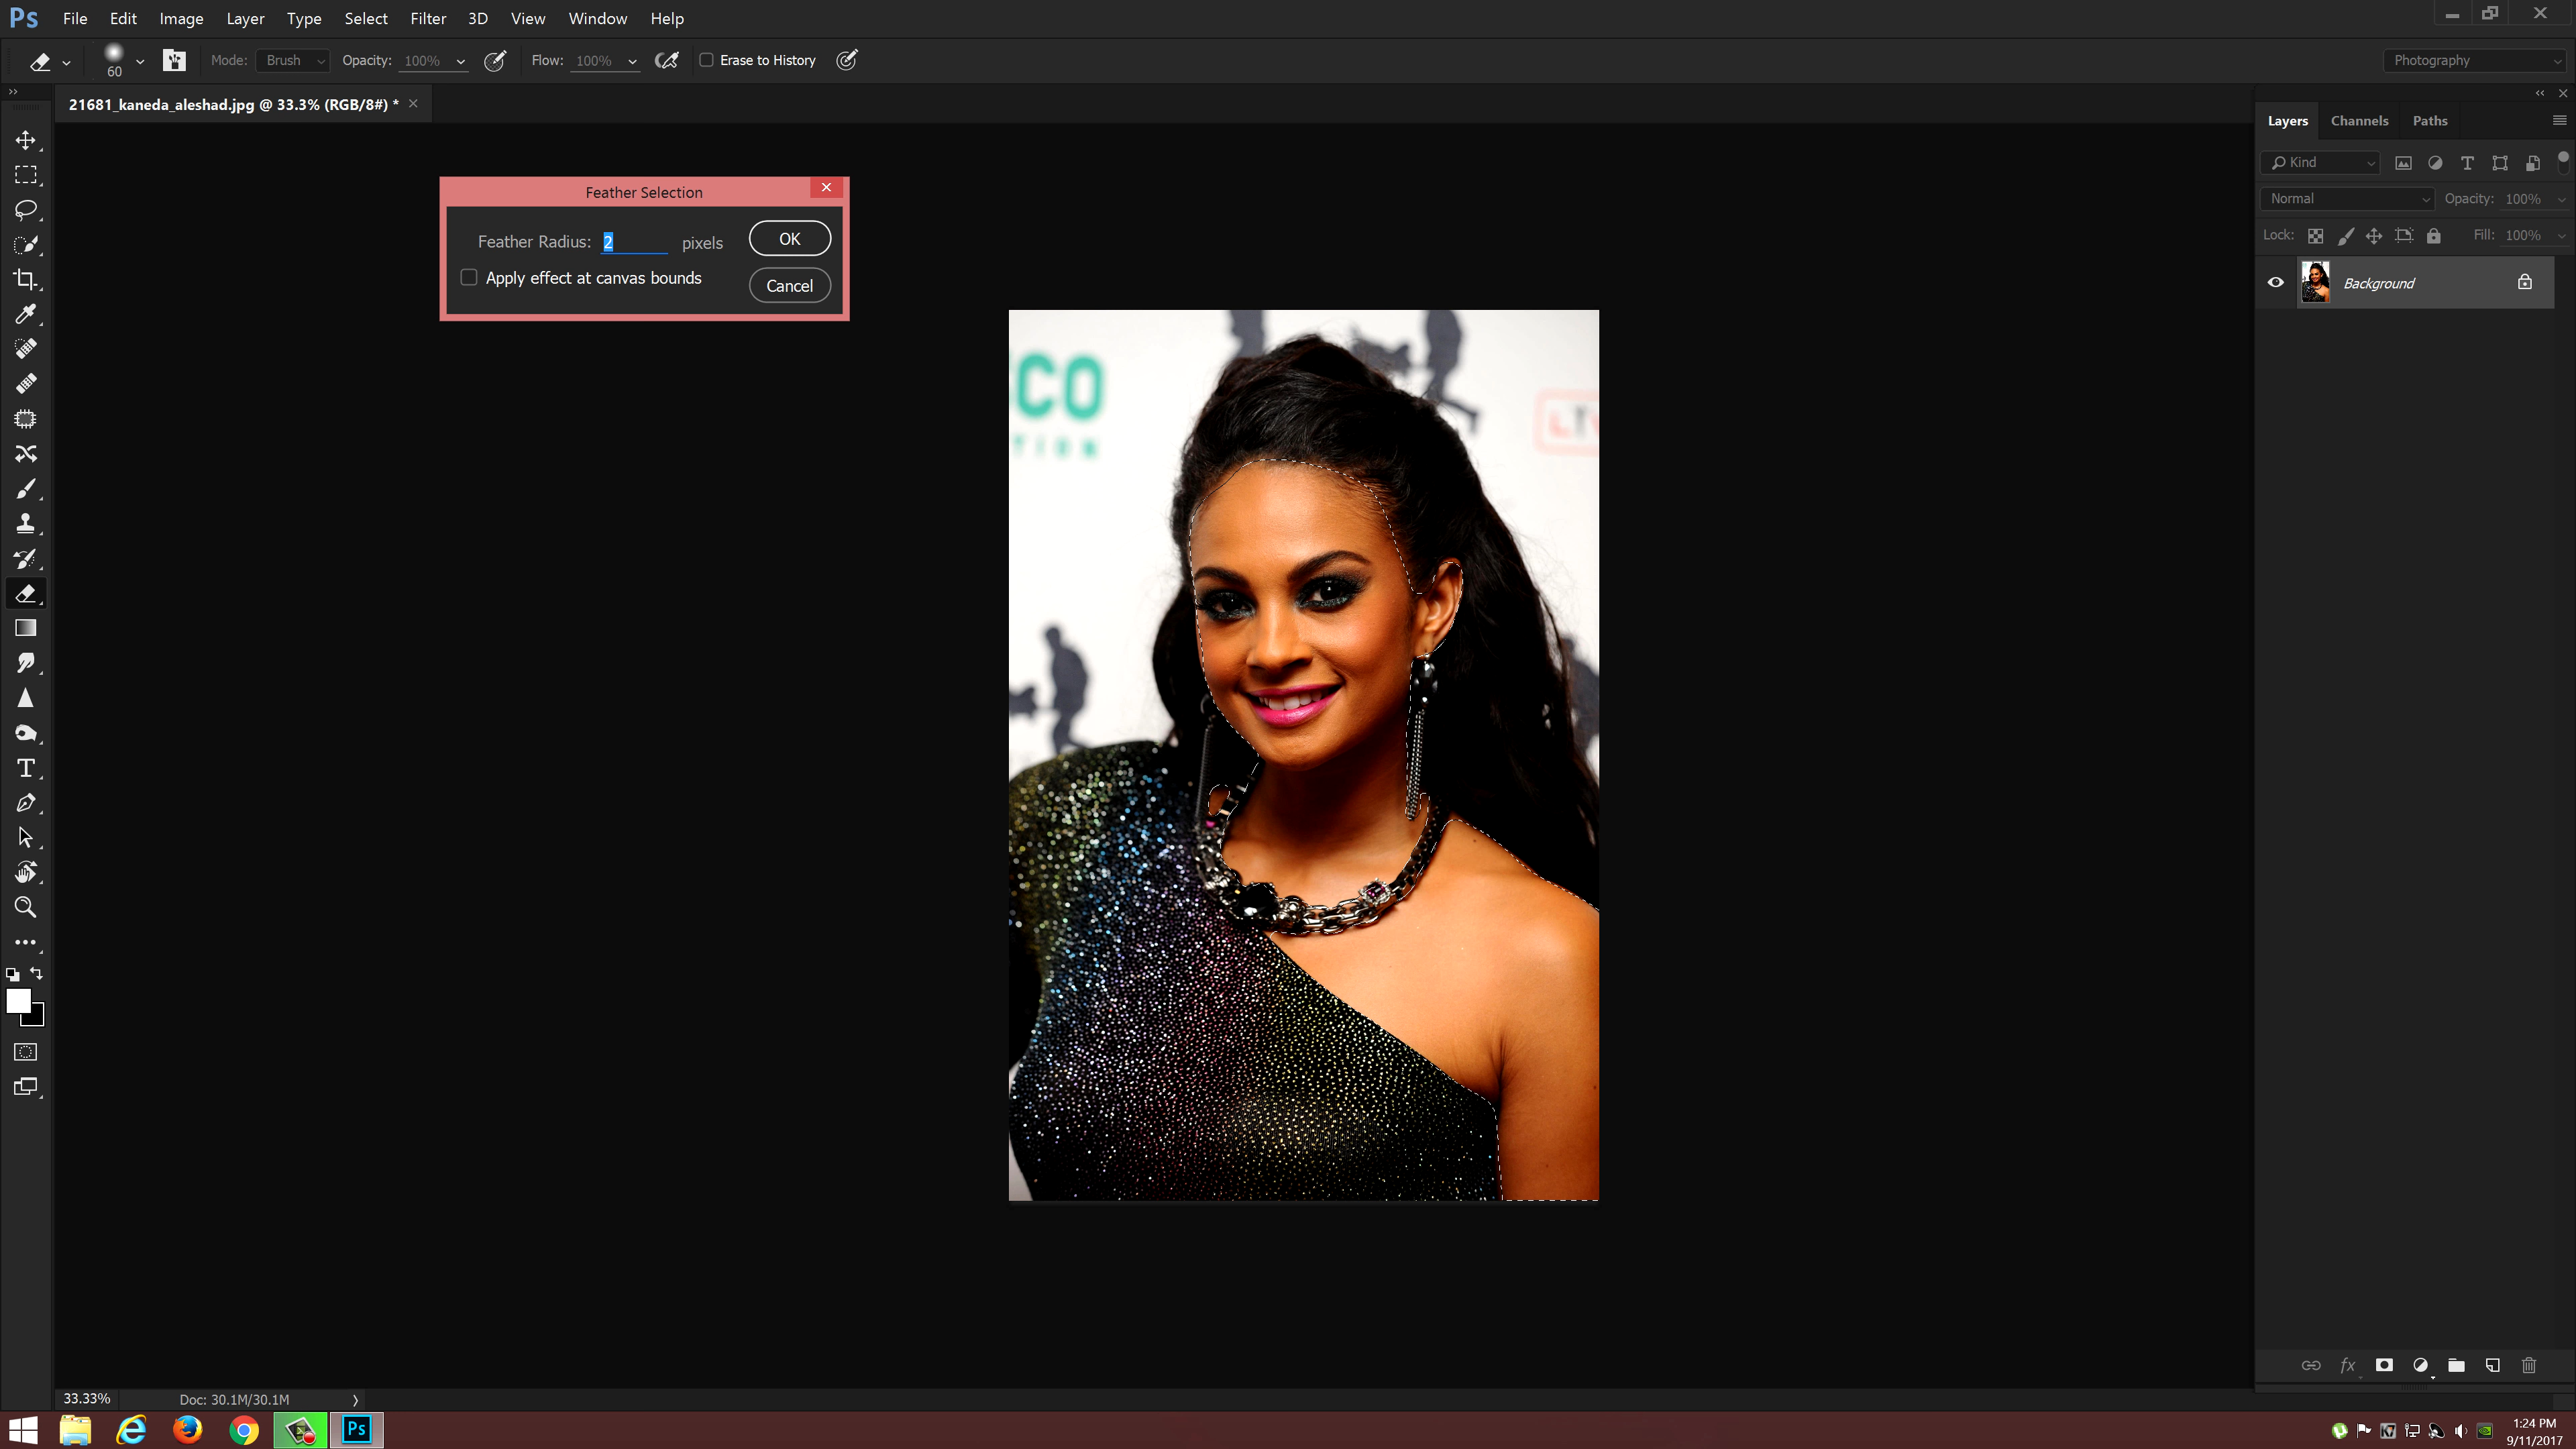 Ps File Edit Image Layer Type Select Filter 3D View Window Help
60 Mode: Brush Opacity: 100% Flow: 100% Erase to History Photography
21681_kaneda_aleshad.jpg @ 33.3% (RGB/8#) * ×
Layers Channels Paths
Kind
Normal Opacity: 100%
Lock: Fill: 100%
Background
Feather Selection
Feather Radius: 2 pixels OK
Apply effect at canvas bounds Cancel
CO
TION
LIV
33.33% Doc: 30.1M/30.1M
Ps
1:24 PM
9/11/2017